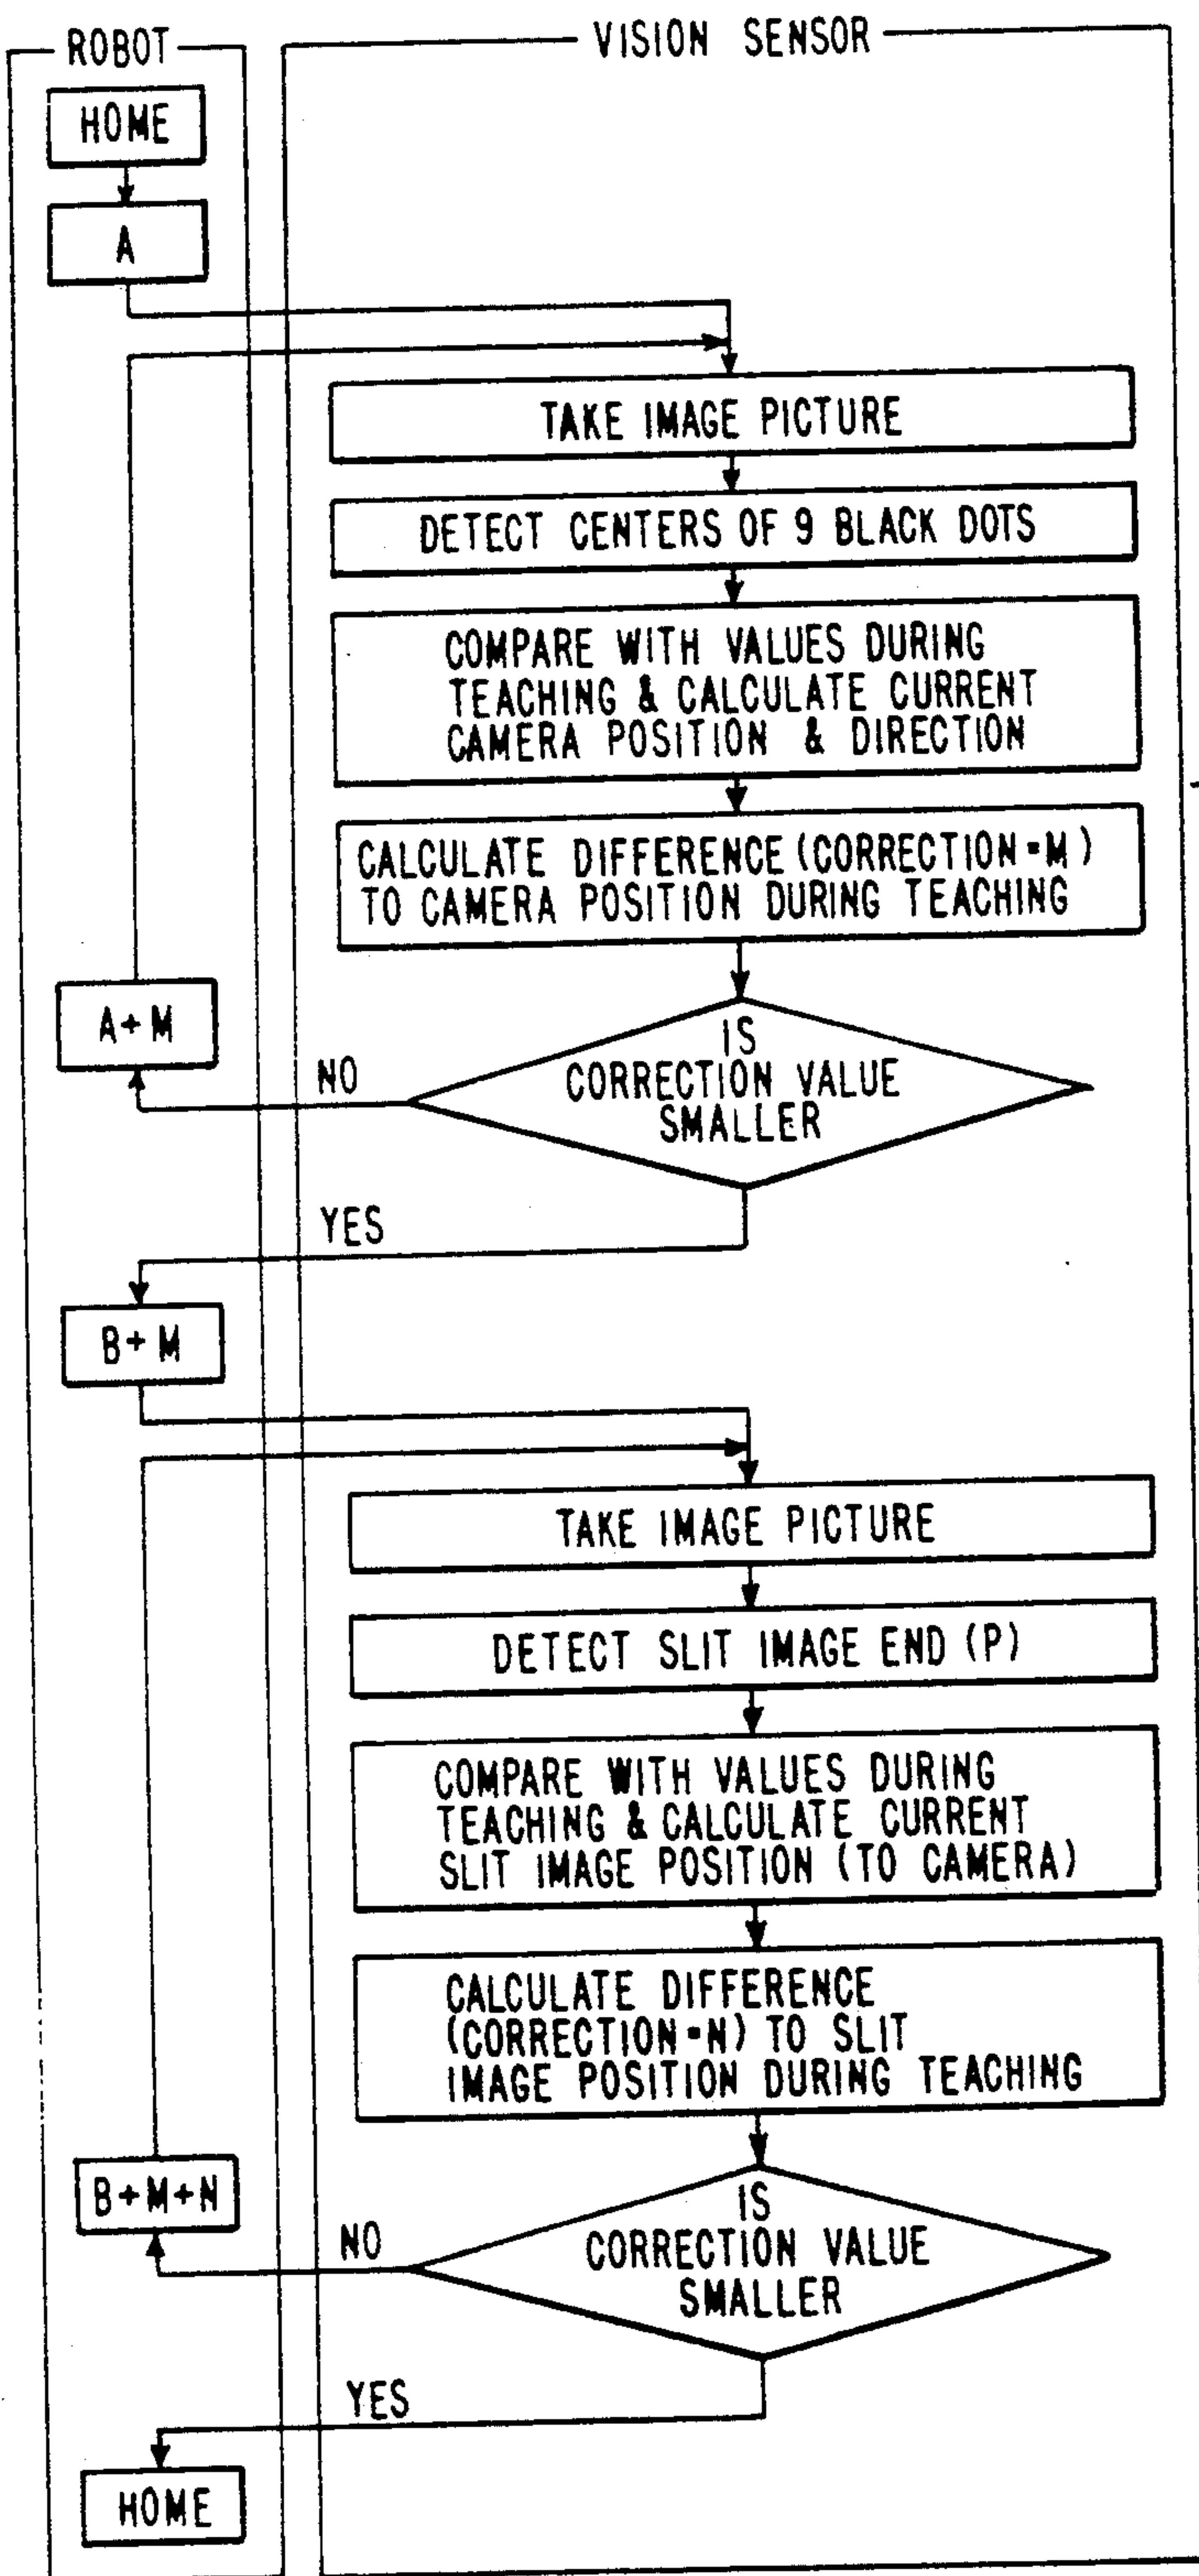 ROBOT
VISION SENSOR
HOME
A
TAKE IMAGE PICTURE
DETECT CENTERS OF 9 BLACK DOTS
COMPARE WITH VALUES DURING
TEACHING & CALCULATE CURRENT
CAMERA POSITION & DIRECTION
CALCULATE DIFFERENCE (CORRECTION=M)
TO CAMERA POSITION DURING TEACHING
A+M
NO
IS
CORRECTION VALUE
SMALLER
YES
B+M
TAKE IMAGE PICTURE
DETECT SLIT IMAGE END (P)
COMPARE WITH VALUES DURING
TEACHING & CALCULATE CURRENT
SLIT IMAGE POSITION (TO CAMERA)
CALCULATE DIFFERENCE
(CORRECTION=N) TO SLIT
IMAGE POSITION DURING TEACHING
B+M+N
NO
IS
CORRECTION VALUE
SMALLER
YES
HOME